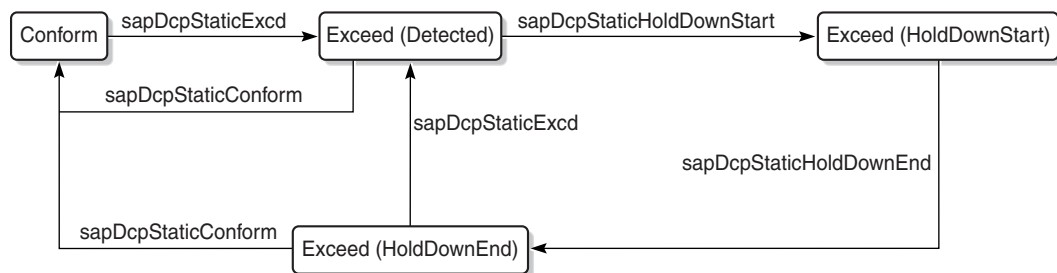 sapDcpStaticExcd
sapDcpStaticHoldDownStart
Conform
Exceed (Detected)
Exceed (HoldDownStart)
sapDcpStaticConform
sapDcpStaticExcd
sapDcpStaticHoldDownEnd
sapDcpStaticConform
Exceed (HoldDownEnd)